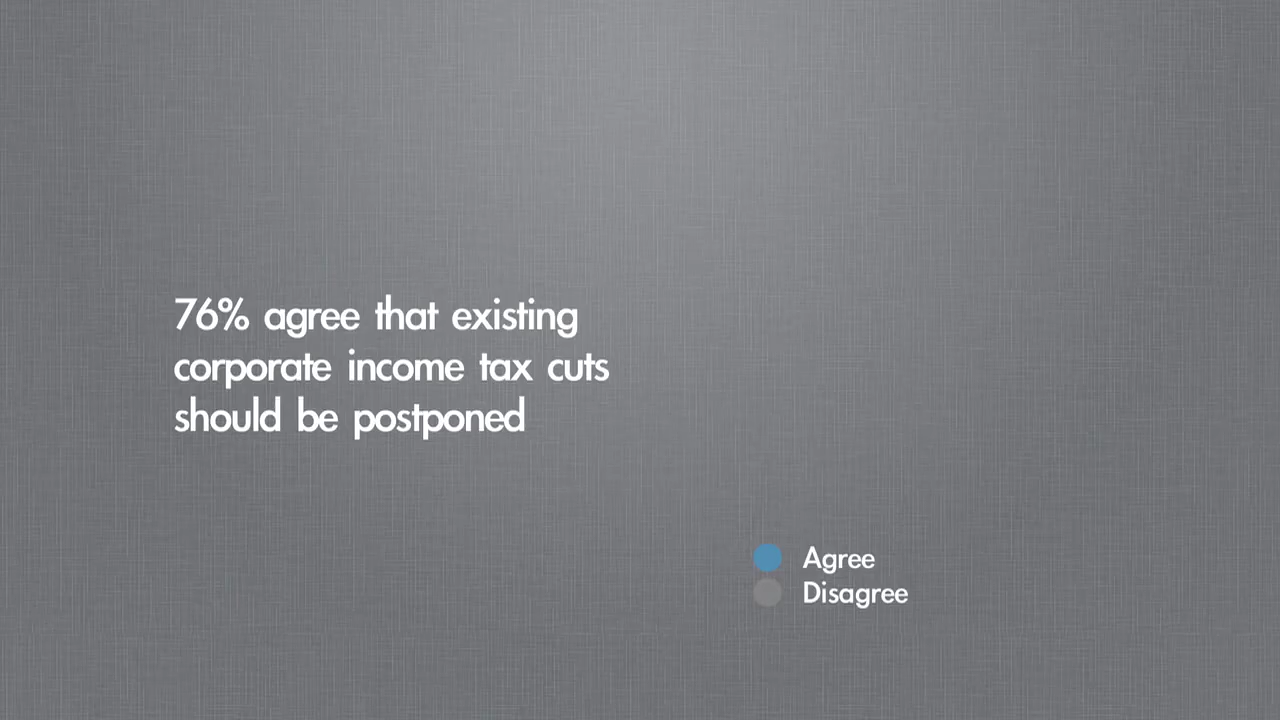 76% agree that existing
corporate income tax cuts
should be postponed
Agree
Disagree